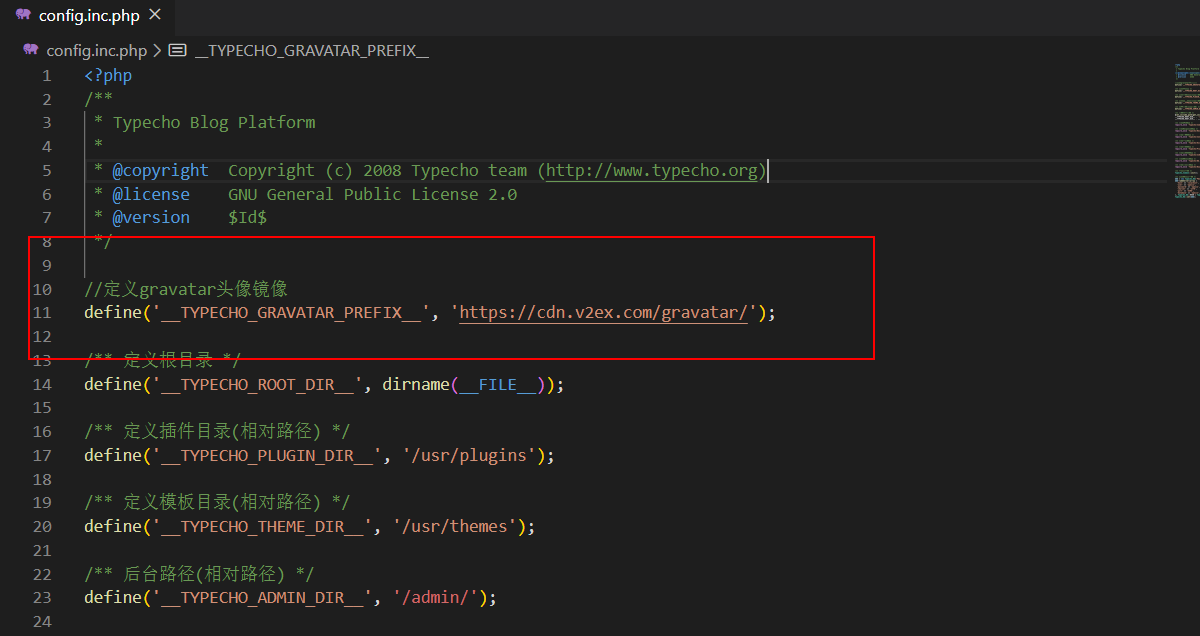 config.inc.php ×
config.inc.php > __TYPECHO_GRAVATAR_PREFIX__
1 <?php
2 /**
3  * Typecho Blog Platform
4  *
5  * @copyright  Copyright (c) 2008 Typecho team (http://www.typecho.org)
6  * @license    GNU General Public License 2.0
7  * @version    $Id$
8  */
9
10 //定义gravatar头像镜像
11 define('__TYPECHO_GRAVATAR_PREFIX__', 'https://cdn.v2ex.com/gravatar/');
12
13 /** 定义根目录 */
14 define('__TYPECHO_ROOT_DIR__', dirname(__FILE__));
15
16 /** 定义插件目录(相对路径) */
17 define('__TYPECHO_PLUGIN_DIR__', '/usr/plugins');
18
19 /** 定义模板目录(相对路径) */
20 define('__TYPECHO_THEME_DIR__', '/usr/themes');
21
22 /** 后台路径(相对路径) */
23 define('__TYPECHO_ADMIN_DIR__', '/admin/');
24